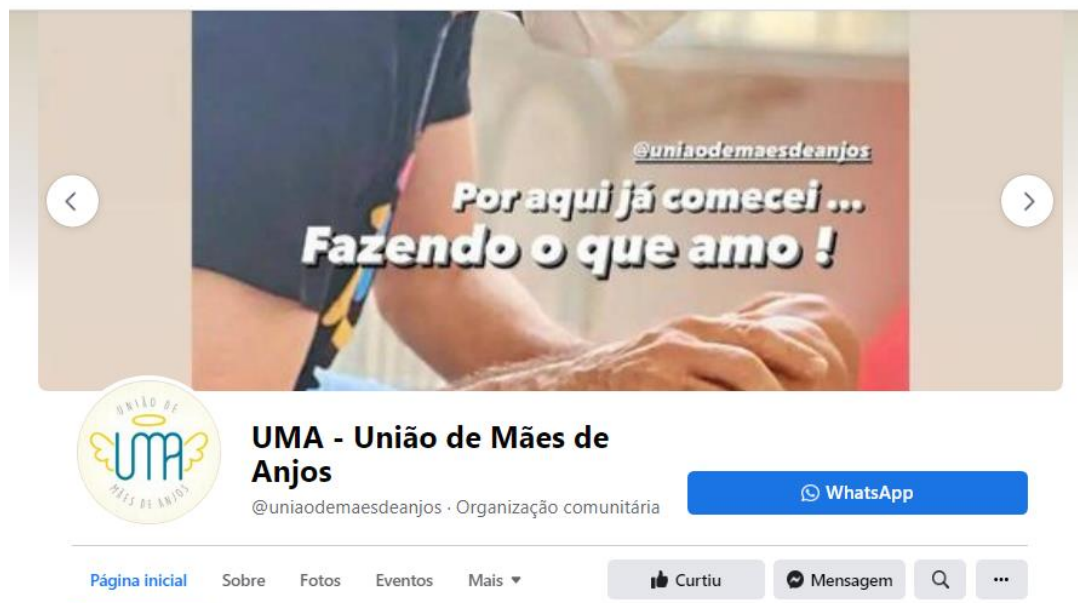 @uniaodemaesdeanjos
Por aqui já comecei ...
Fazendo o que amo !
UNIÃO DE
UMA
MÃES DE ANJOS
UMA - União de Mães de
Anjos
@uniaodemaesdeanjos · Organização comunitária
WhatsApp
Página inicial Sobre Fotos Eventos Mais Curtiu Mensagem